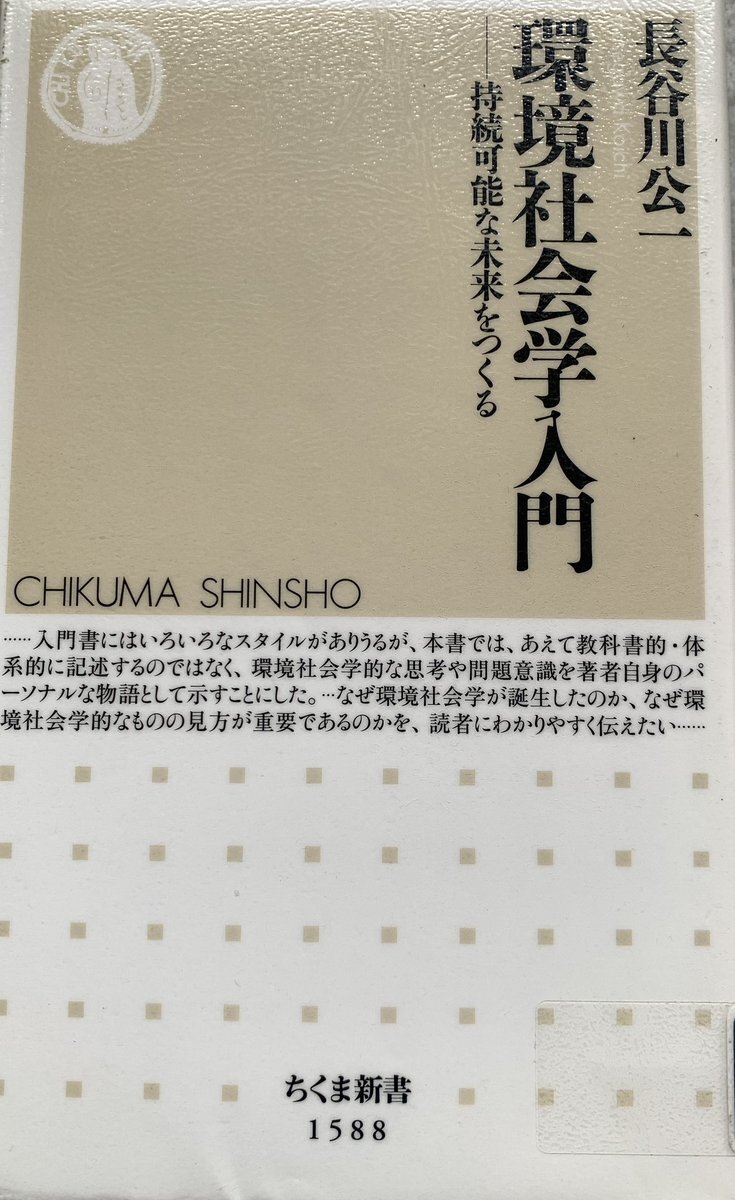 長谷川公一
Koichi
環境社会学入門
——持続可能な未来をつくる
CHIKUMA SHINSHO
……入門書にはいろいろなスタイルがありうるが、本書では、あえて教科書的・体
系的に記述するのではなく、環境社会学的な思考や問題意識を著者自身のパ
ーソナルな物語として示すことにした。…なぜ環境社会学が誕生したのか、なぜ環
境社会学的なものの見方が重要であるのかを、読者にわかりやすく伝えたい……
ちくま新書
1588